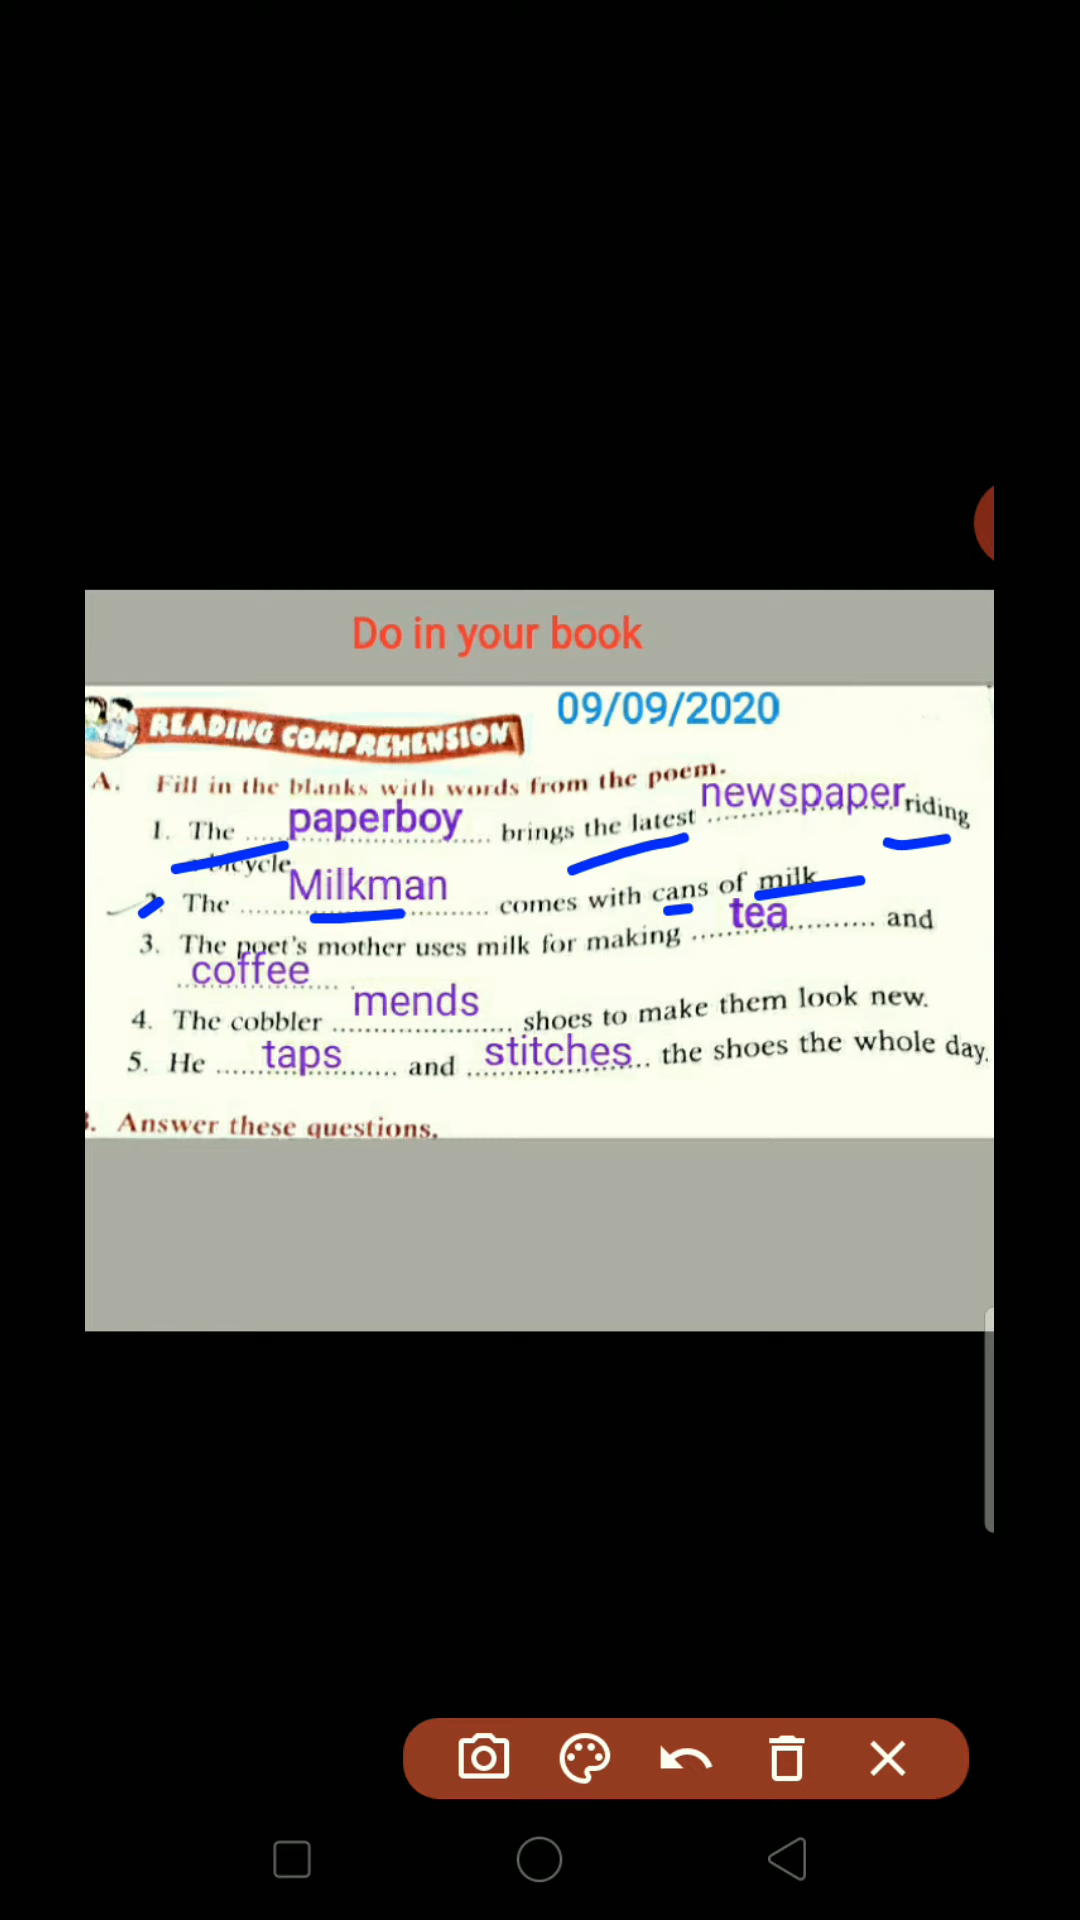 Do in your book
09/09/2020
READING COMPREHENSION
A. Fill in the blanks with words from the poem.
1. The ..... paperboy ..... brings the latest ..... newspaper riding
a bicycle
2. The ..... Milkman ..... comes with cans of milk
3. The poet's mother uses milk for making ..... tea ..... and
..... coffee .....
4. The cobbler ..... mends ..... shoes to make them look new.
5. He ..... taps ..... and ..... stitches ..... the shoes the whole day.
B. Answer these questions.